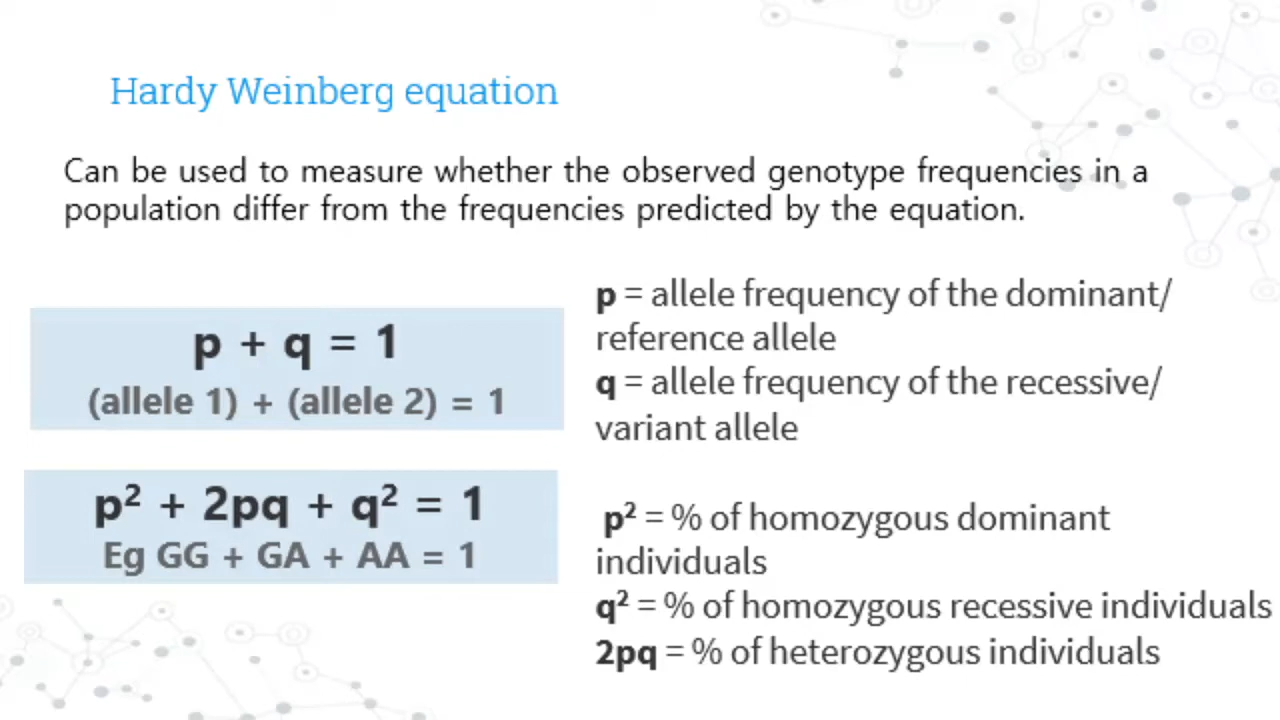 Hardy Weinberg equation
Can be used to measure whether the observed genotype frequencies in a
population differ from the frequencies predicted by the equation.
p + q = 1
(allele 1) + (allele 2) = 1
p² + 2pq + q² = 1
Eg GG + GA + AA = 1
p = allele frequency of the dominant/
reference allele
q = allele frequency of the recessive/
variant allele
p² = % of homozygous dominant
individuals
q² = % of homozygous recessive individuals
2pq = % of heterozygous individuals